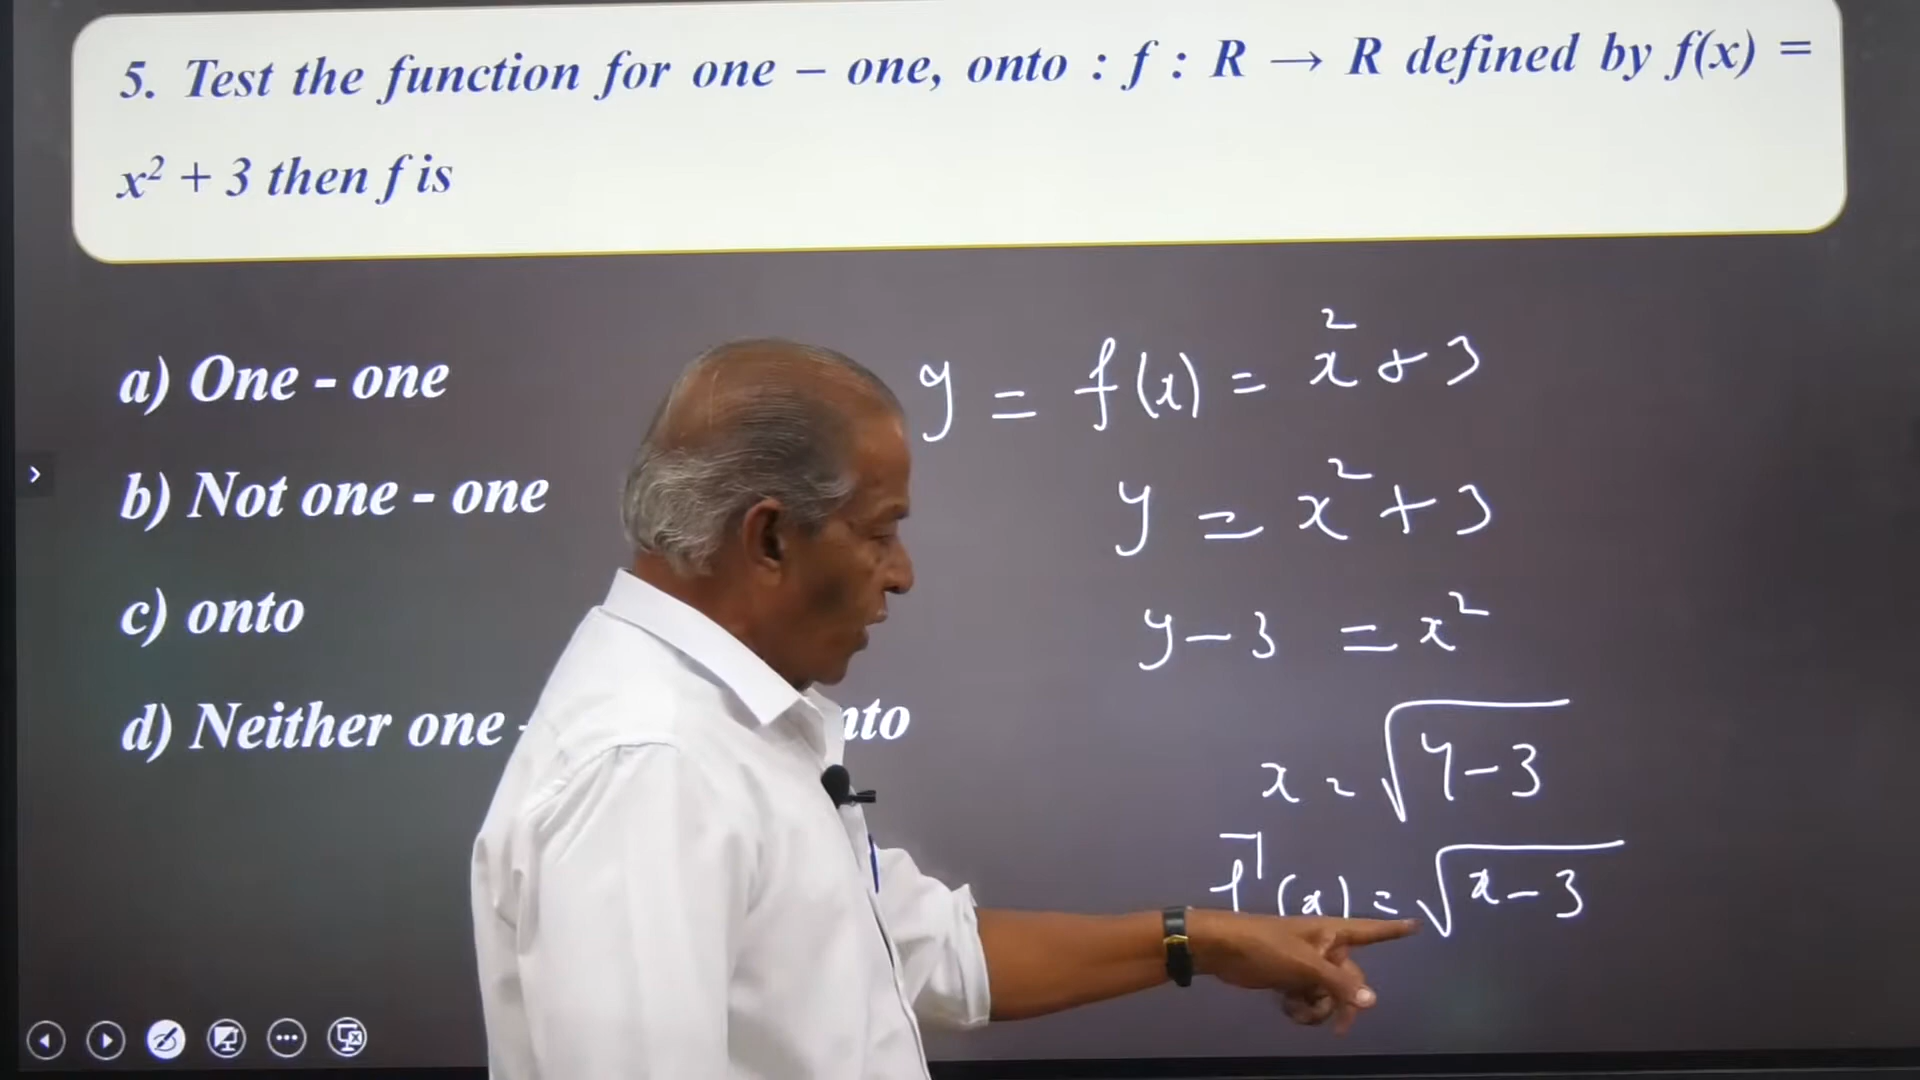 5. Test the function for one – one, onto : f : R → R defined by f(x) =
x² + 3 then f is
a) One - one
b) Not one - one
c) onto
d) Neither one - nto
y = f(x) = x² + 3
y = x² + 3
y - 3 = x²
x = √(y - 3)
f⁻¹(x) = √(x - 3)